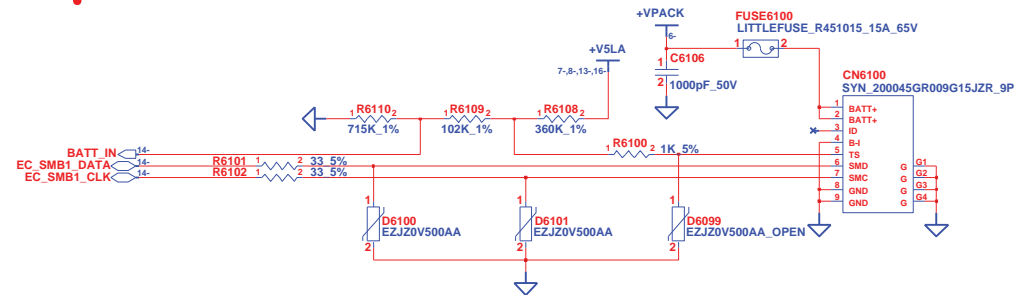 +VPACK
6-
FUSE6100
LITTLEFUSE_R451015_15A_65V
1 2
+V5LA
7-,8-,13-,16-
1 C6106
2 1000pF_50V
CN6100
SYN_200045GR009G15JZR_9P
1 R6110 2
715K_1%
1 R6109 2
102K_1%
1 R6108 2
360K_1%
1 BATT+
2 BATT+
3 ID
4 B-I
5 TS
6 SMD
7 SMC
8 GND
9 GND
G G1
G G2
G G3
G G4
1 R6100 2
1K_5%
BATT_IN 14-
EC_SMB1_DATA 14-
EC_SMB1_CLK 14-
R6101 1 2 33_5%
R6102 1 2 33_5%
1
D6100
EZJZ0V500AA
2
1
D6101
EZJZ0V500AA
2
1
D6099
EZJZ0V500AA_OPEN
2